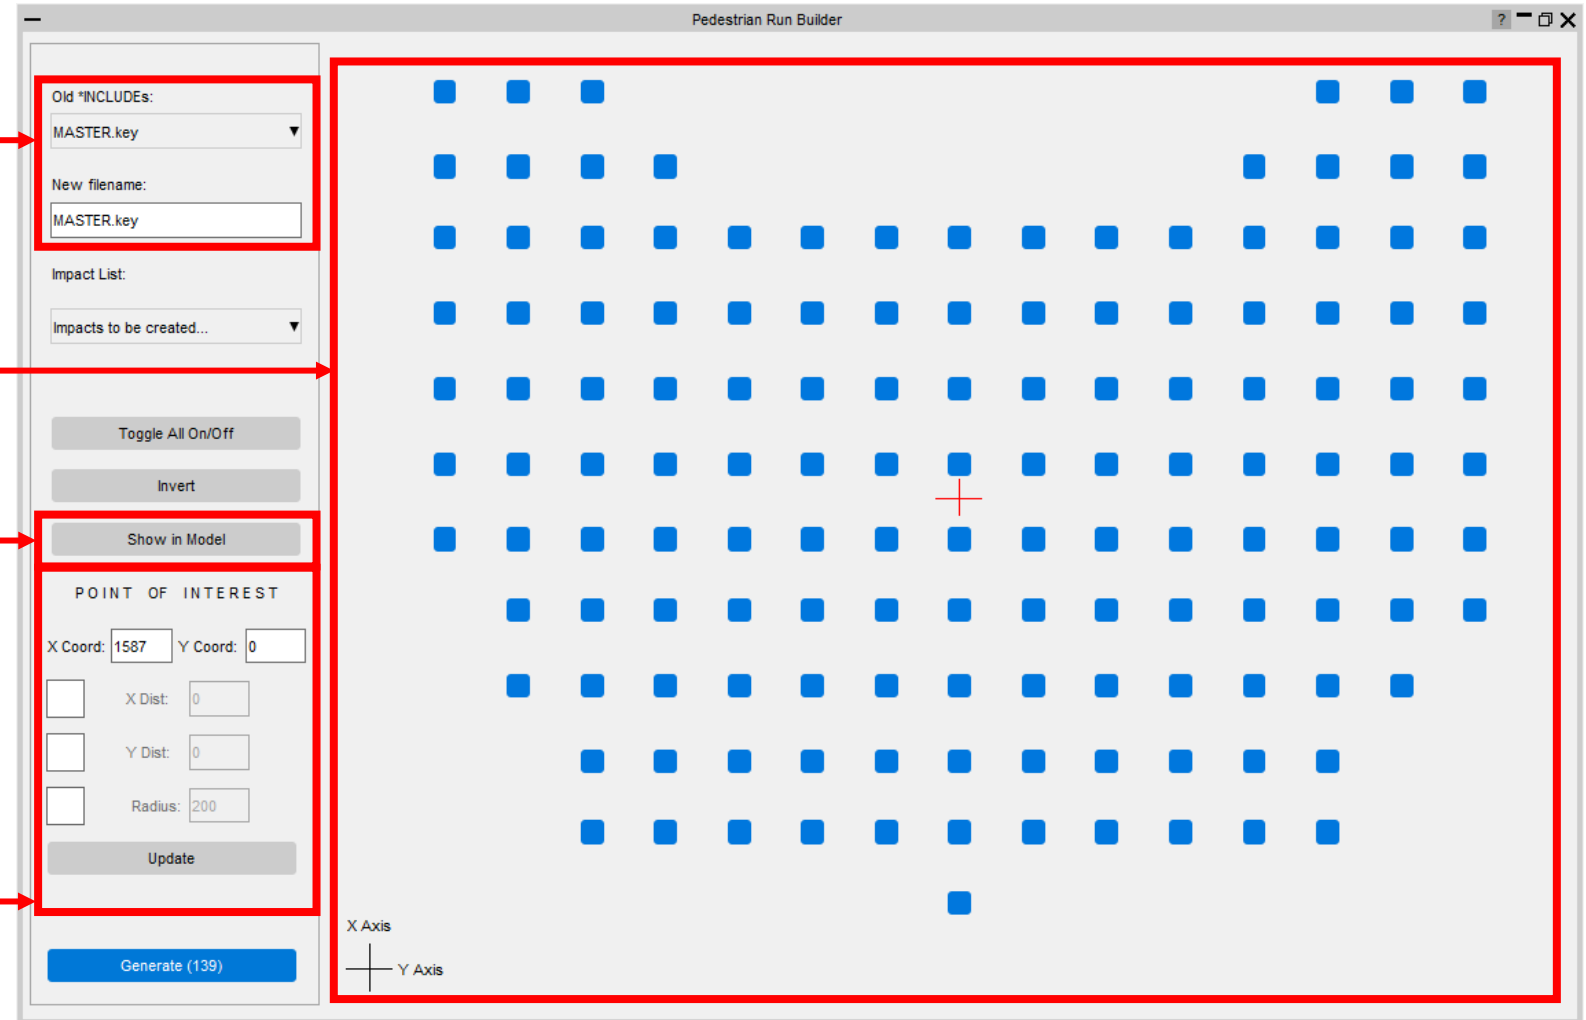 Pedestrian Run Builder
?
Old *INCLUDEs:
MASTER.key
New filename:
MASTER.key
Impact List:
Impacts to be created...
Toggle All On/Off
Invert
Show in Model
POINT OF INTEREST
X Coord: 1587 Y Coord: 0
X Dist: 0
Y Dist: 0
Radius: 200
Update
Generate (139)
X Axis
Y Axis